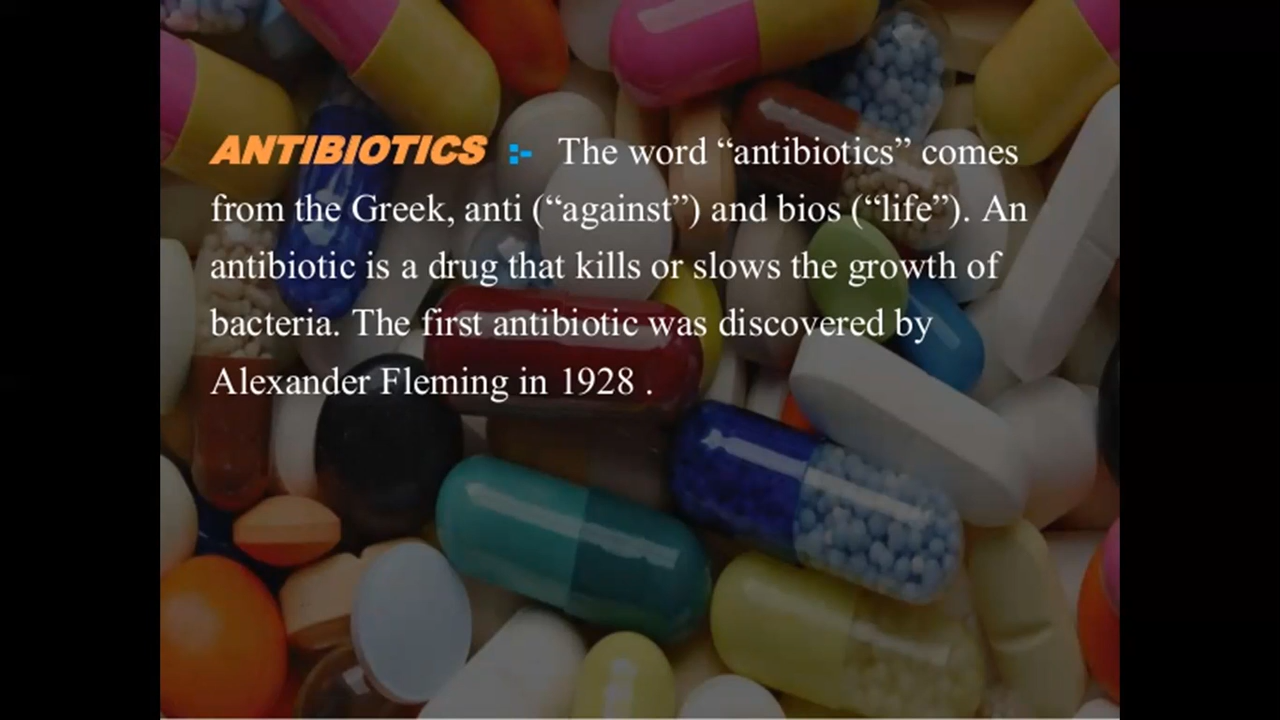 ANTIBIOTICS :- The word “antibiotics” comes
from the Greek, anti (“against”) and bios (“life”). An
antibiotic is a drug that kills or slows the growth of
bacteria. The first antibiotic was discovered by
Alexander Fleming in 1928 .